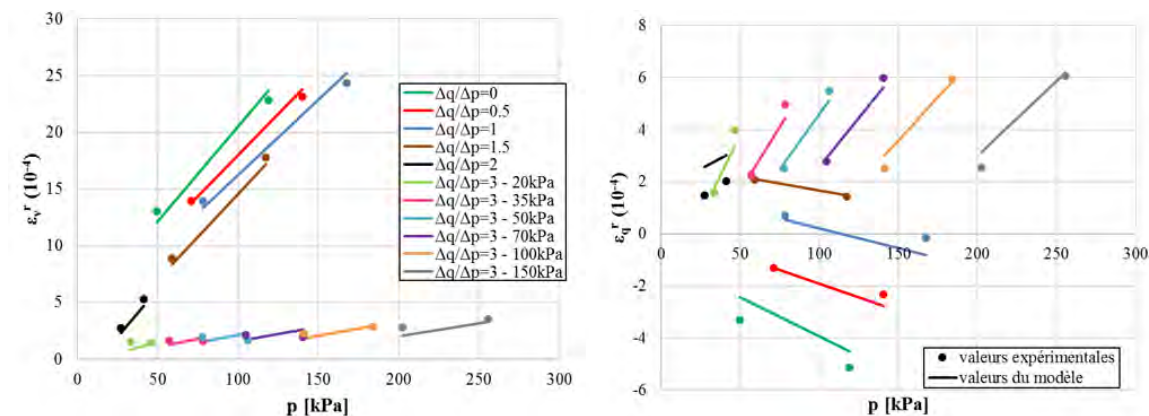 30
25
20
15
10
5
0
0 50 100 150 200 250 300
p [kPa]
εᵥʳ (10⁻⁴)
Δq/Δp=0
Δq/Δp=0.5
Δq/Δp=1
Δq/Δp=1.5
Δq/Δp=2
Δq/Δp=3 - 20kPa
Δq/Δp=3 - 35kPa
Δq/Δp=3 - 50kPa
Δq/Δp=3 - 70kPa
Δq/Δp=3 - 100kPa
Δq/Δp=3 - 150kPa
8
6
4
2
0
-2
-4
-6
0 50 100 150 200 250 300
p [kPa]
ε_qʳ (10⁻⁴)
valeurs expérimentales
valeurs du modèle